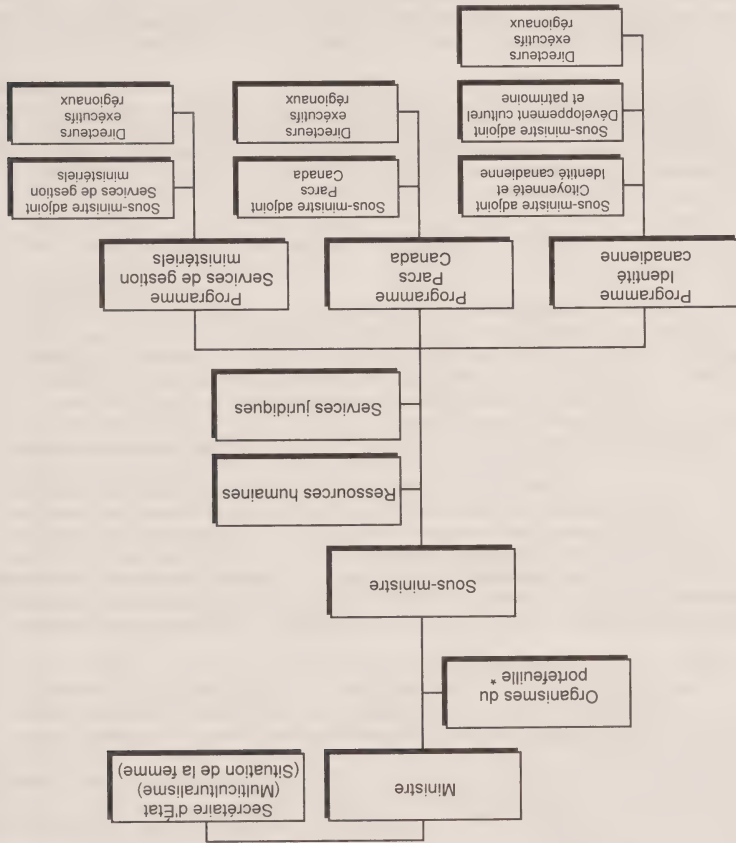 Ministre
Secrétaire d'État
(Multiculturalisme)
(Situation de la femme)
Organismes du
portefeuille *
Sous-ministre
Ressources humaines
Services juridiques
Programme
Identité
canadienne
Sous-ministre adjoint
Citoyenneté et
Identité canadienne
Sous-ministre adjoint
Développement culturel
et patrimoine
Directeurs
exécutifs
régionaux
Programme
Parcs
Canada
Sous-ministre adjoint
Parcs
Canada
Directeurs
exécutifs
régionaux
Programme
Services de gestion
ministériels
Sous-ministre adjoint
Services de gestion
ministériels
Directeurs
exécutifs
régionaux